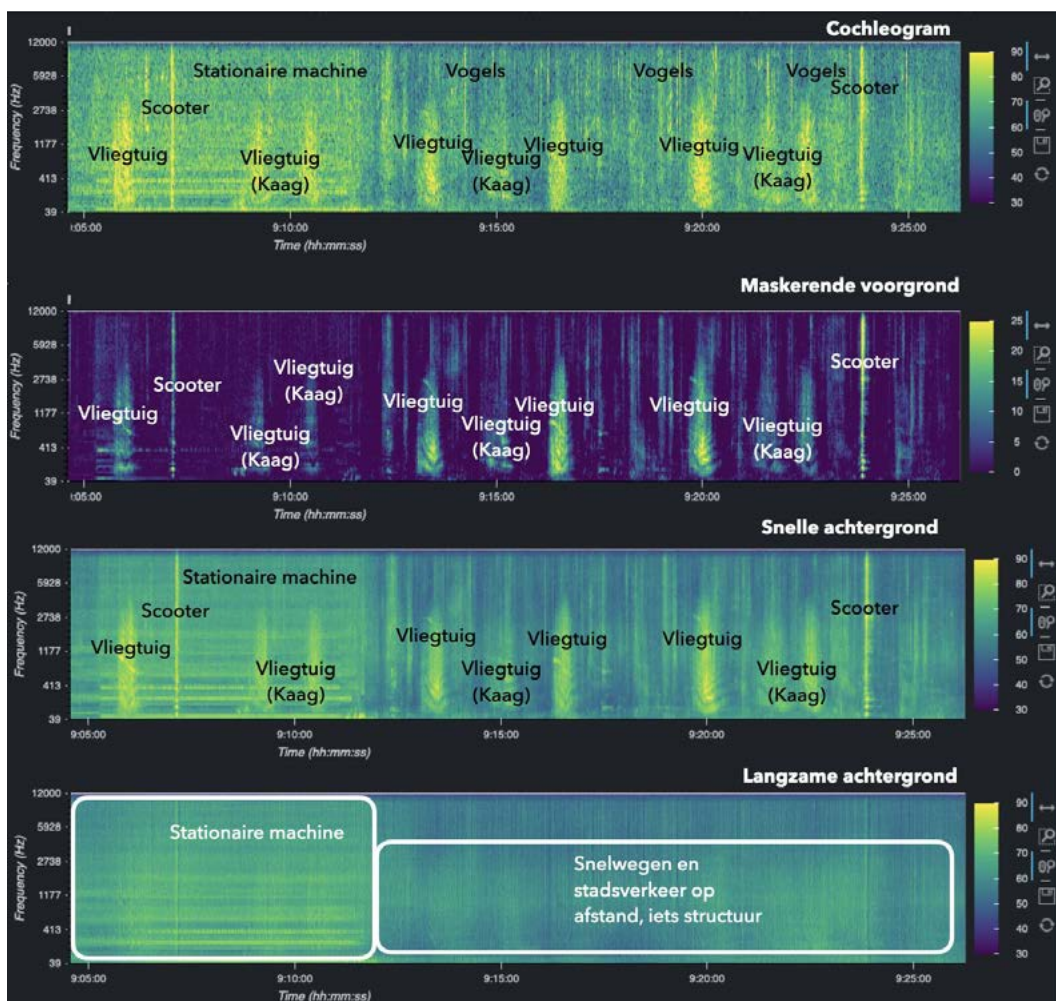 Cochleogram
12000
5928
2738
1177
413
39
Frequency (Hz)
Stationaire machine
Vogels
Vogels
Vogels
Scooter
Scooter
Vliegtuig
Vliegtuig
(Kaag)
Vliegtuig
Vliegtuig
(Kaag)
Vliegtuig
Vliegtuig
Vliegtuig
(Kaag)
90
80
70
60
50
40
30
9:05:00
9:10:00
9:15:00
9:20:00
9:25:00
Time (hh:mm:ss)
Maskerende voorgrond
12000
5928
2738
1177
413
39
Frequency (Hz)
Vliegtuig
Scooter
Vliegtuig
(Kaag)
Vliegtuig
(Kaag)
Vliegtuig
Vliegtuig
(Kaag)
Vliegtuig
Vliegtuig
Vliegtuig
(Kaag)
Scooter
25
20
15
10
5
0
9:05:00
9:10:00
9:15:00
9:20:00
9:25:00
Time (hh:mm:ss)
Snelle achtergrond
12000
5928
2738
1177
413
39
Frequency (Hz)
Stationaire machine
Scooter
Vliegtuig
Vliegtuig
(Kaag)
Vliegtuig
Vliegtuig
(Kaag)
Vliegtuig
Vliegtuig
Vliegtuig
(Kaag)
Scooter
90
80
70
60
50
40
30
9:05:00
9:10:00
9:15:00
9:20:00
9:25:00
Time (hh:mm:ss)
Langzame achtergrond
12000
5928
2738
1177
413
39
Frequency (Hz)
Stationaire machine
Snelwegen en
stadsverkeer op
afstand, iets structuur
90
80
70
60
50
40
30
9:05:00
9:10:00
9:15:00
9:20:00
9:25:00
Time (hh:mm:ss)